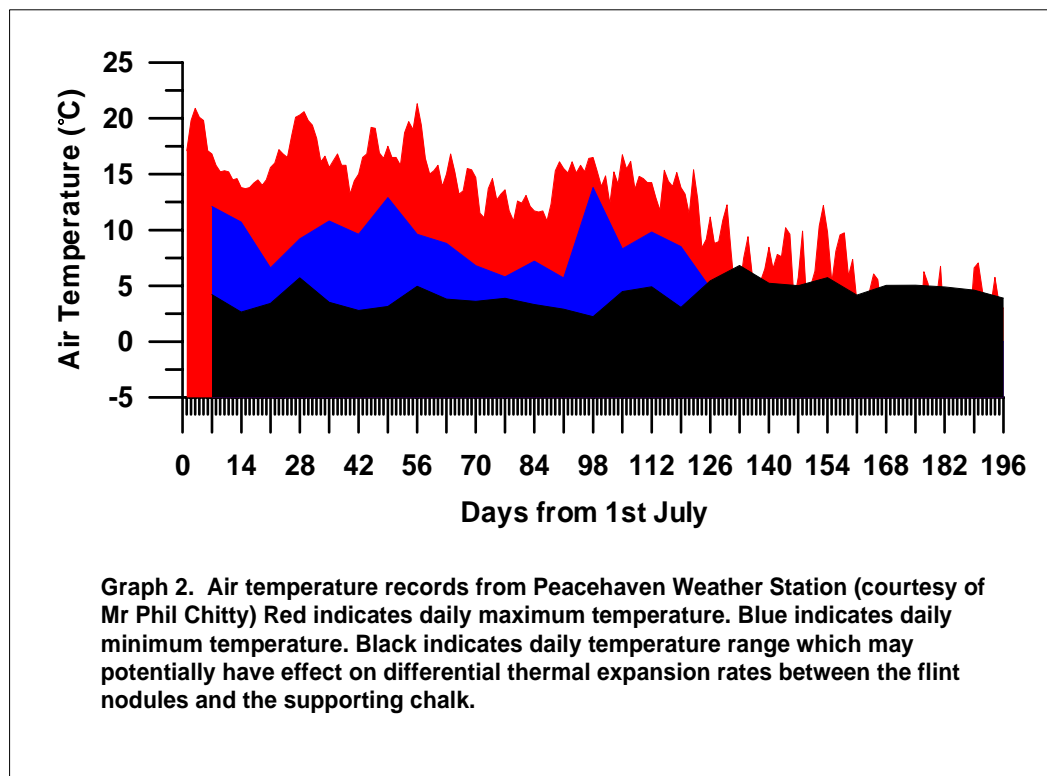 25
20
15
10
5
0
-5
Air Temperature (°C)
0 14 28 42 56 70 84 98 112 126 140 154 168 182 196
Days from 1st July
Graph 2. Air temperature records from Peacehaven Weather Station (courtesy of
Mr Phil Chitty) Red indicates daily maximum temperature. Blue indicates daily
minimum temperature. Black indicates daily temperature range which may
potentially have effect on differential thermal expansion rates between the flint
nodules and the supporting chalk.